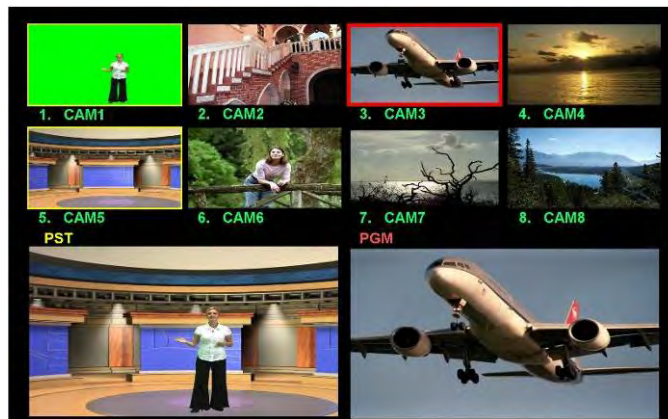 1. CAM1
2. CAM2
3. CAM3
4. CAM4
5. CAM5
6. CAM6
7. CAM7
8. CAM8
PST
PGM